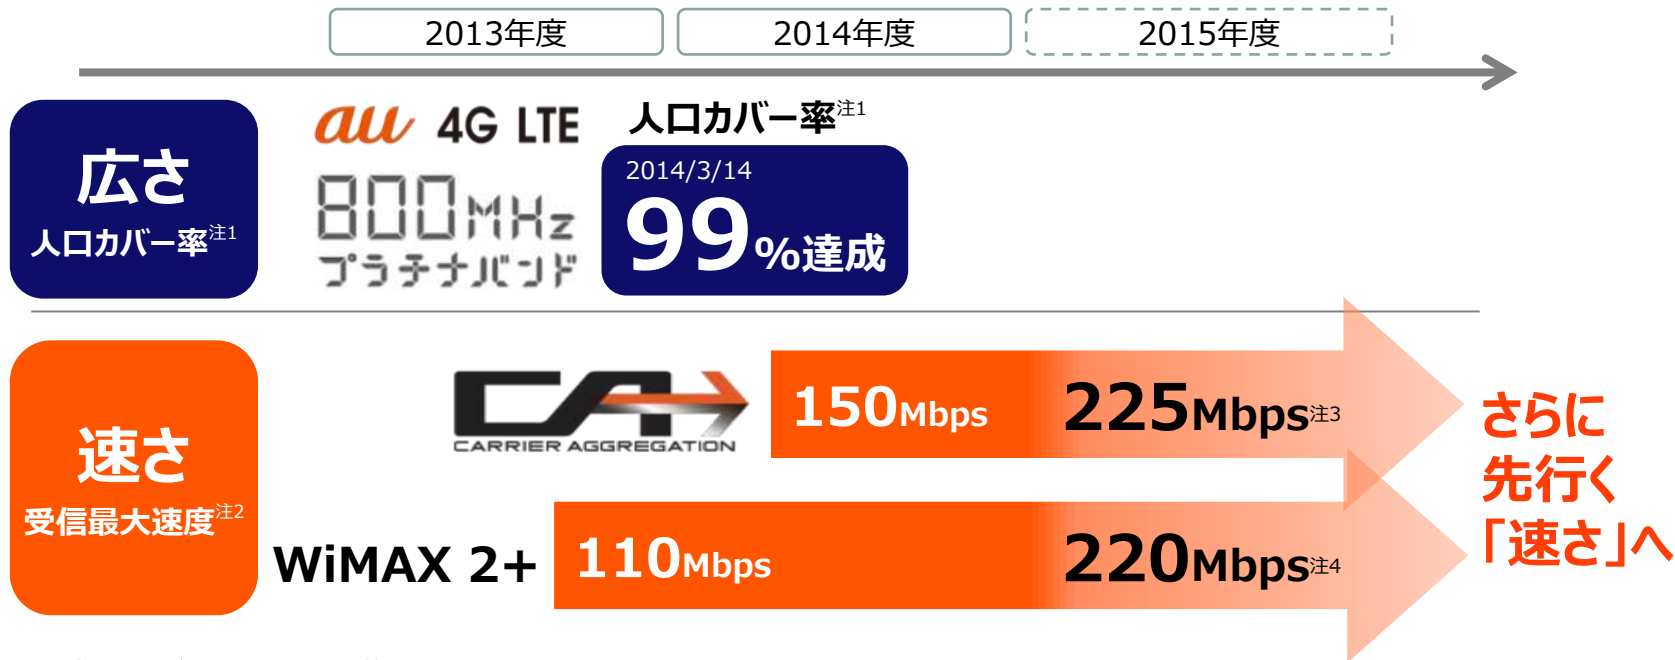 2013年度
2014年度
2015年度
広さ
人口カバー率注1
au 4G LTE
800MHz
プラチナバンド
人口カバー率注1
2014/3/14
99%達成
速さ
受信最大速度注2
CA
CARRIER AGGREGATION
150Mbps
225Mbps注3
WiMAX 2+
110Mbps
220Mbps注4
さらに
先行く
「速さ」へ